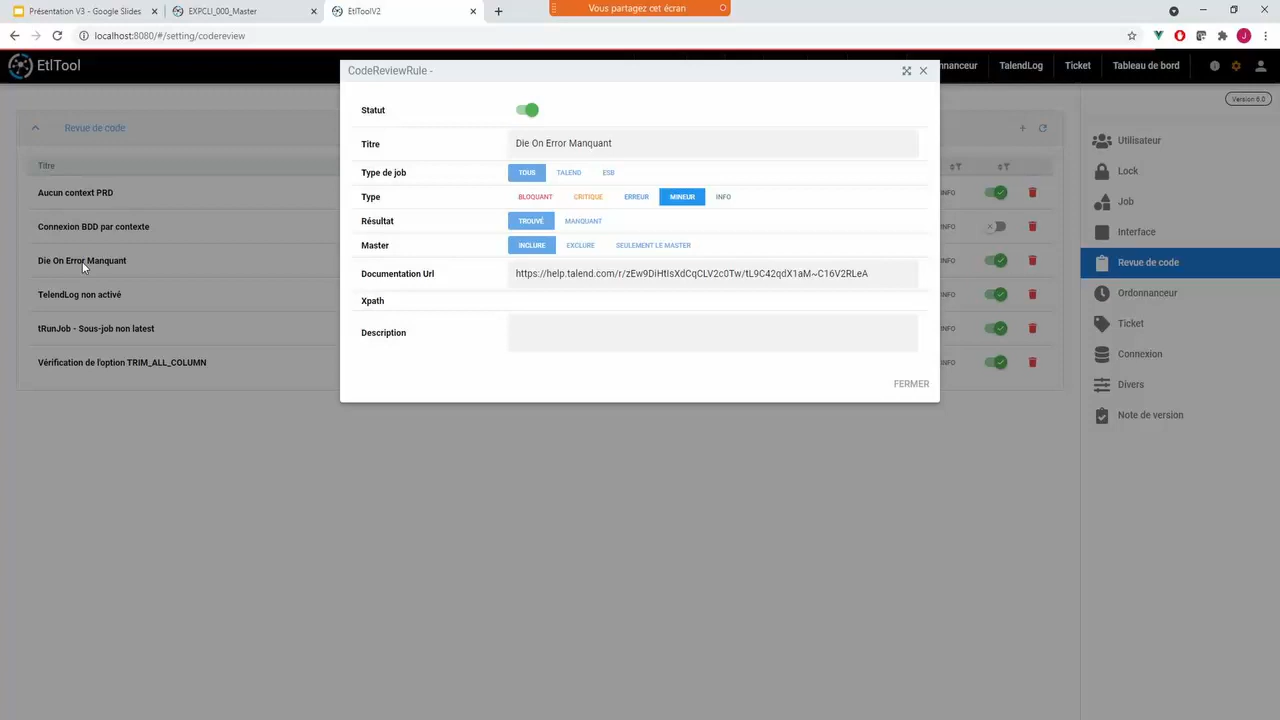 Présentation V3 - Google Slides
EXPCLI_000_Master
EtlToolV2
Vous partagez cet écran
localhost:8080/#/setting/codereview
J
EtlTool
CodeReviewRule -
TalendLog
Ticket
Tableau de bord
Version 6.0
Revue de code
Titre
Aucun context PRD
Connexion BDD par contexte
Die On Error Manquant
TelendLog non activé
tRunJob - Sous-job non latest
Vérification de l'option TRIM_ALL_COLUMN
Statut
Titre
Die On Error Manquant
Type de job
TOUS
TALEND
ESB
Type
BLOQUANT
CRITIQUE
ERREUR
MINEUR
INFO
Résultat
TROUVÉ
MANQUANT
Master
INCLURE
EXCLURE
SEULEMENT LE MASTER
Documentation Url
https://help.talend.com/r/zEw9DiHtIsXdCqCLV2c0Tw/tL9C42qdX1aM~C16V2RLeA
Xpath
Description
FERMER
Utilisateur
Lock
Job
Interface
Revue de code
Ordonnanceur
Ticket
Connexion
Divers
Note de version